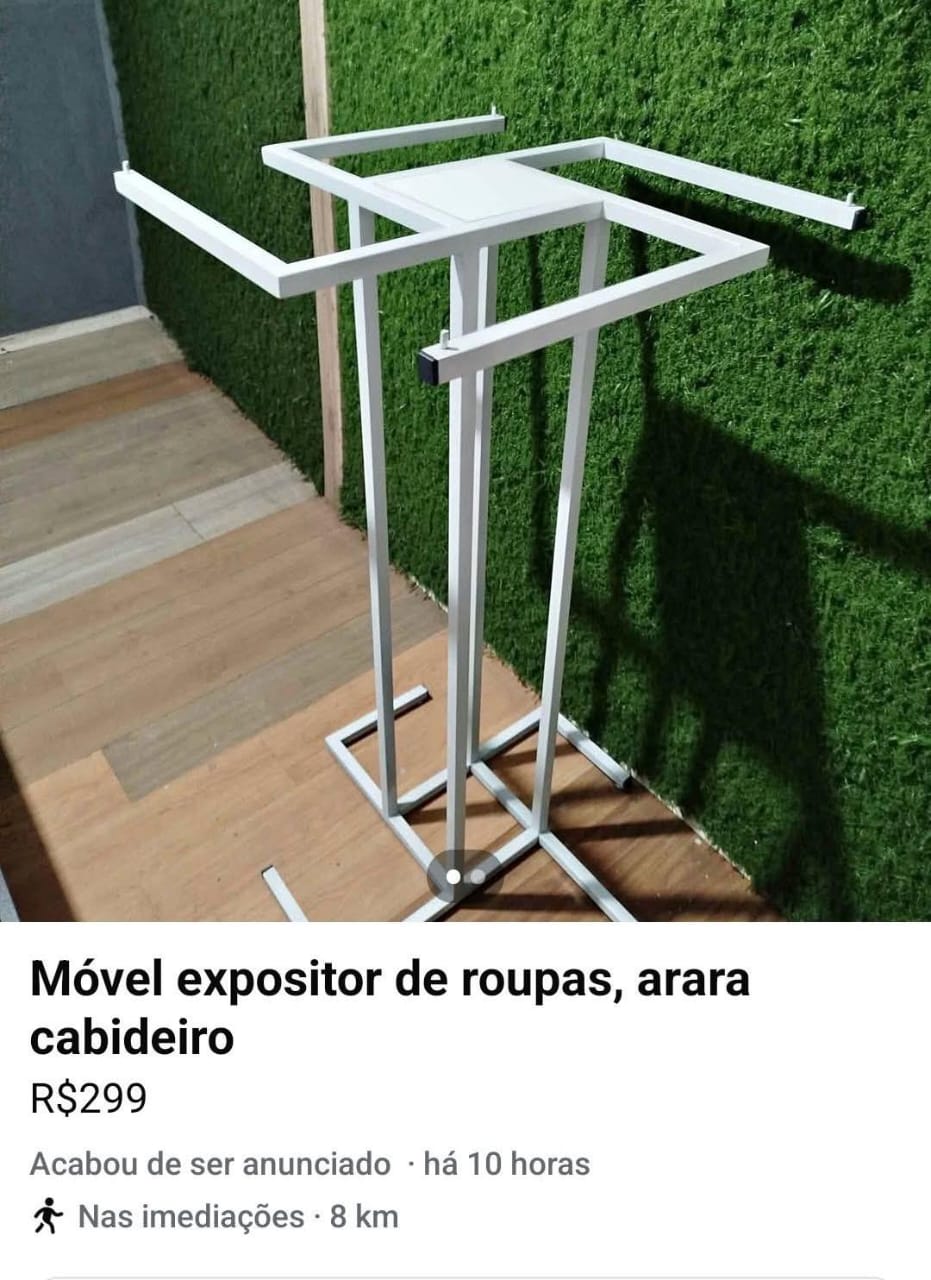 Móvel expositor de roupas, arara
cabideiro
R$299
Acabou de ser anunciado · há 10 horas
Nas imediações · 8 km